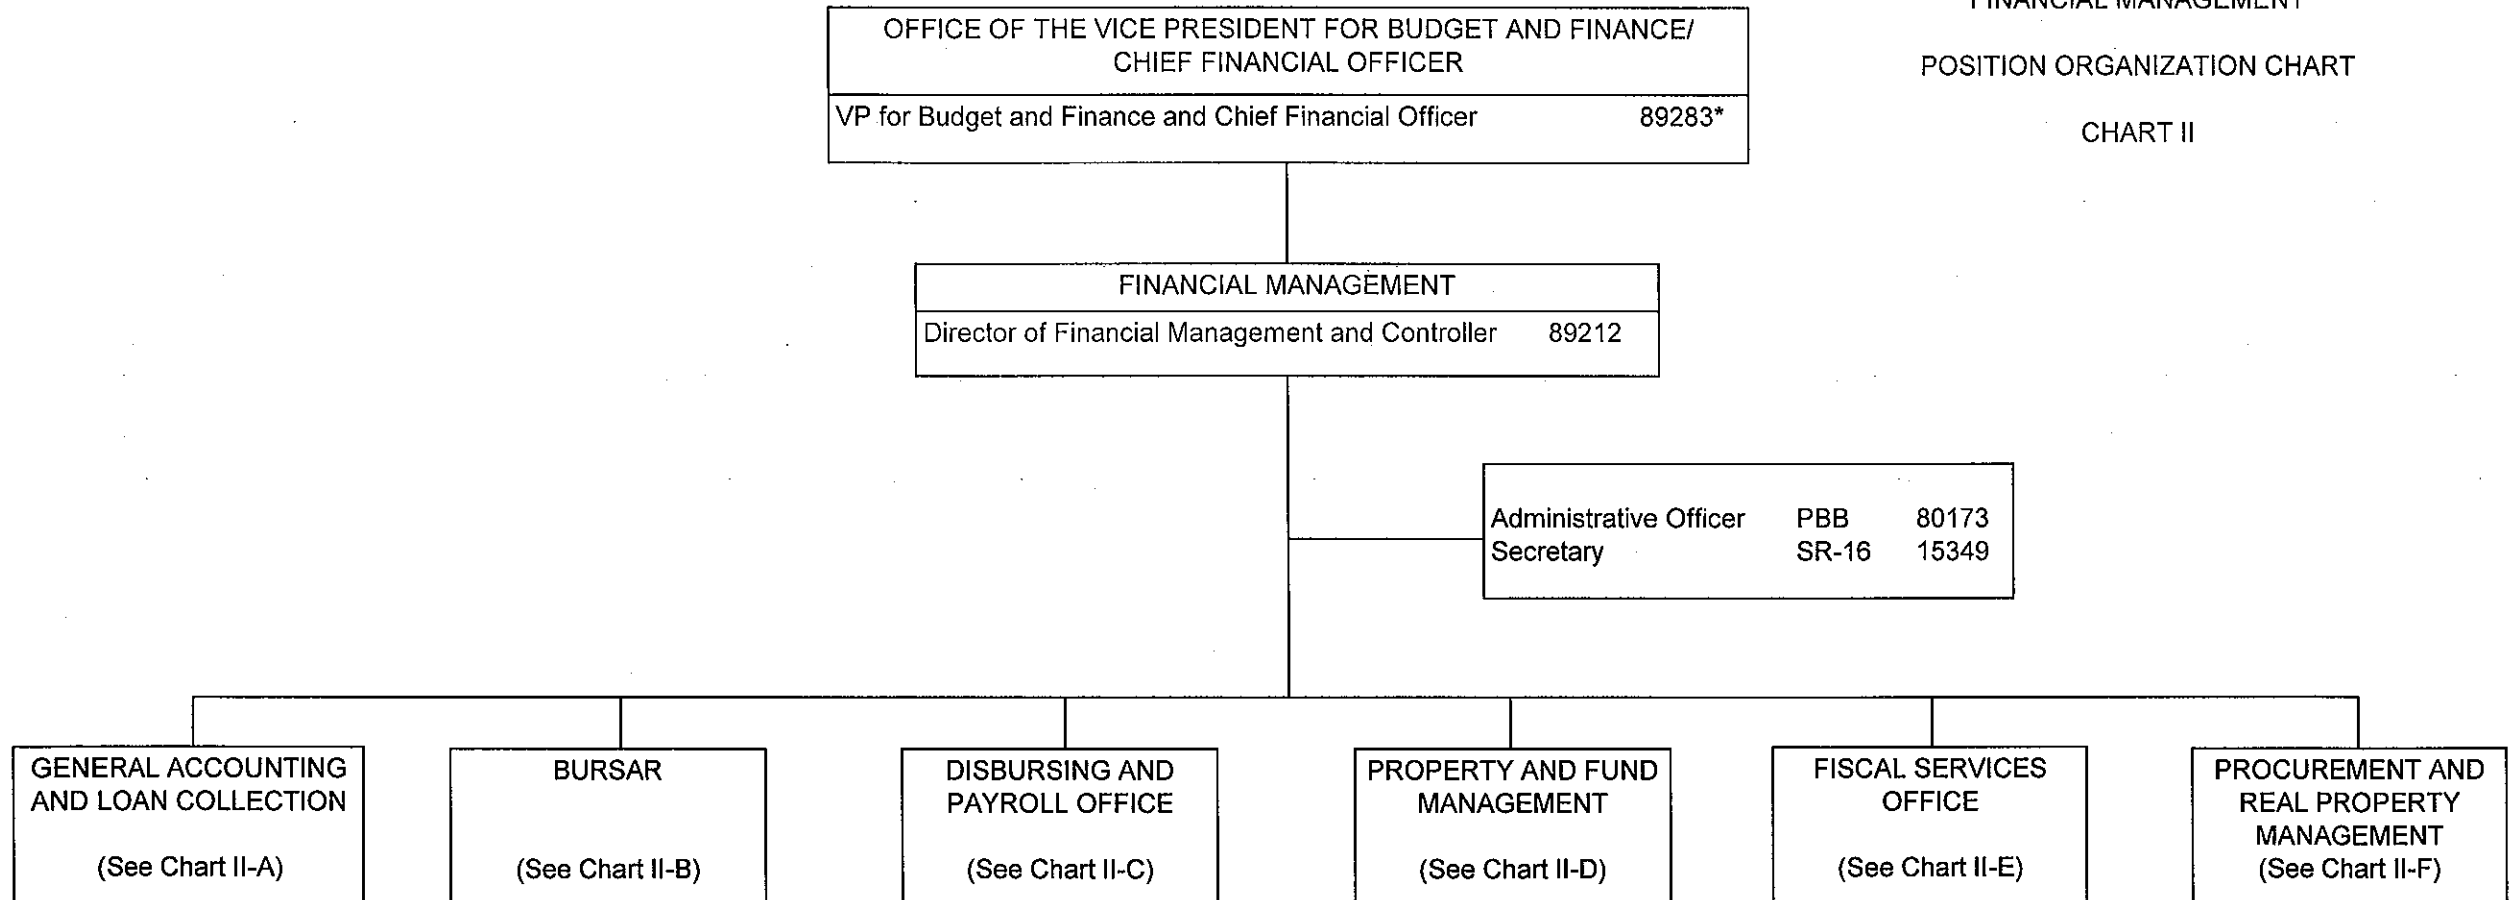 FINANCIAL MANAGEMENT
POSITION ORGANIZATION CHART
CHART II
OFFICE OF THE VICE PRESIDENT FOR BUDGET AND FINANCE/
CHIEF FINANCIAL OFFICER
VP for Budget and Finance and Chief Financial Officer 89283*
FINANCIAL MANAGEMENT
Director of Financial Management and Controller 89212
Administrative Officer PBB 80173
Secretary SR-16 15349
GENERAL ACCOUNTING
AND LOAN COLLECTION
(See Chart II-A)
BURSAR
(See Chart II-B)
DISBURSING AND
PAYROLL OFFICE
(See Chart II-C)
PROPERTY AND FUND
MANAGEMENT
(See Chart II-D)
FISCAL SERVICES
OFFICE
(See Chart II-E)
PROCUREMENT AND
REAL PROPERTY
MANAGEMENT
(See Chart II-F)